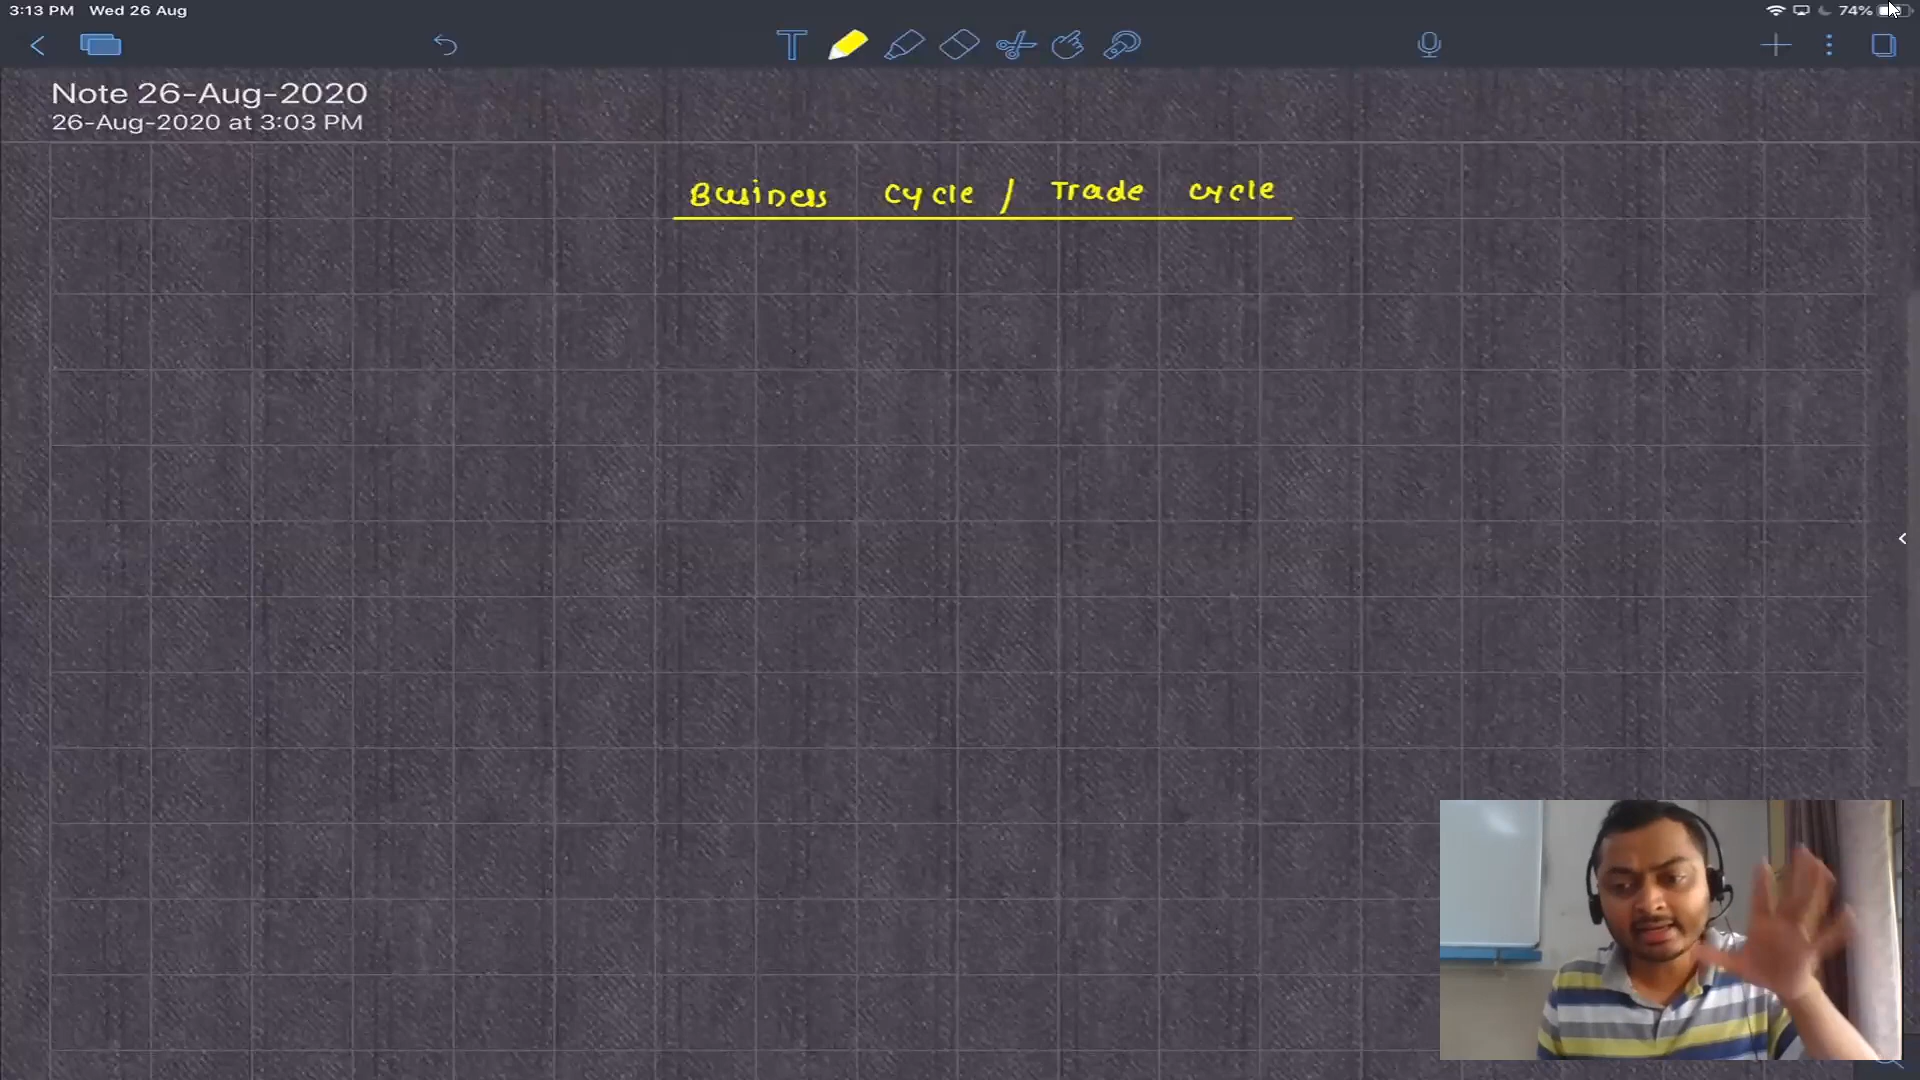 3:13 PM Wed 26 Aug
74%
T
Note 26-Aug-2020
26-Aug-2020 at 3:03 PM
Business cycle / Trade cycle